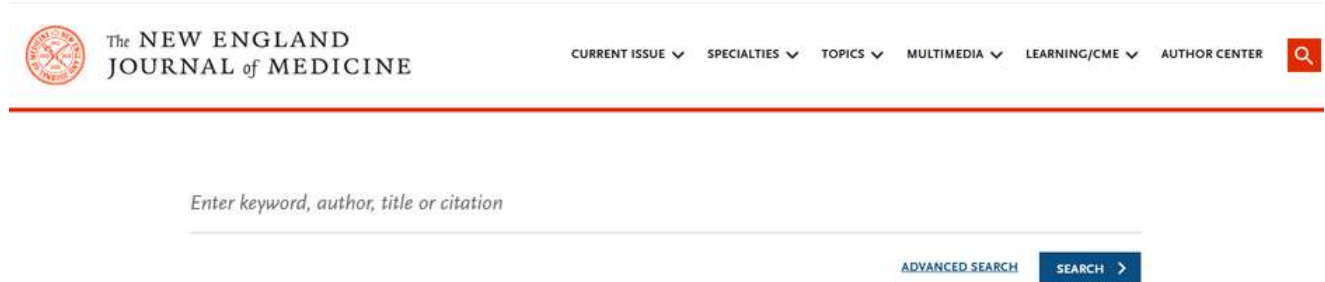 The NEW ENGLAND
JOURNAL of MEDICINE
CURRENT ISSUE
SPECIALTIES
TOPICS
MULTIMEDIA
LEARNING/CME
AUTHOR CENTER
Enter keyword, author, title or citation
ADVANCED SEARCH
SEARCH